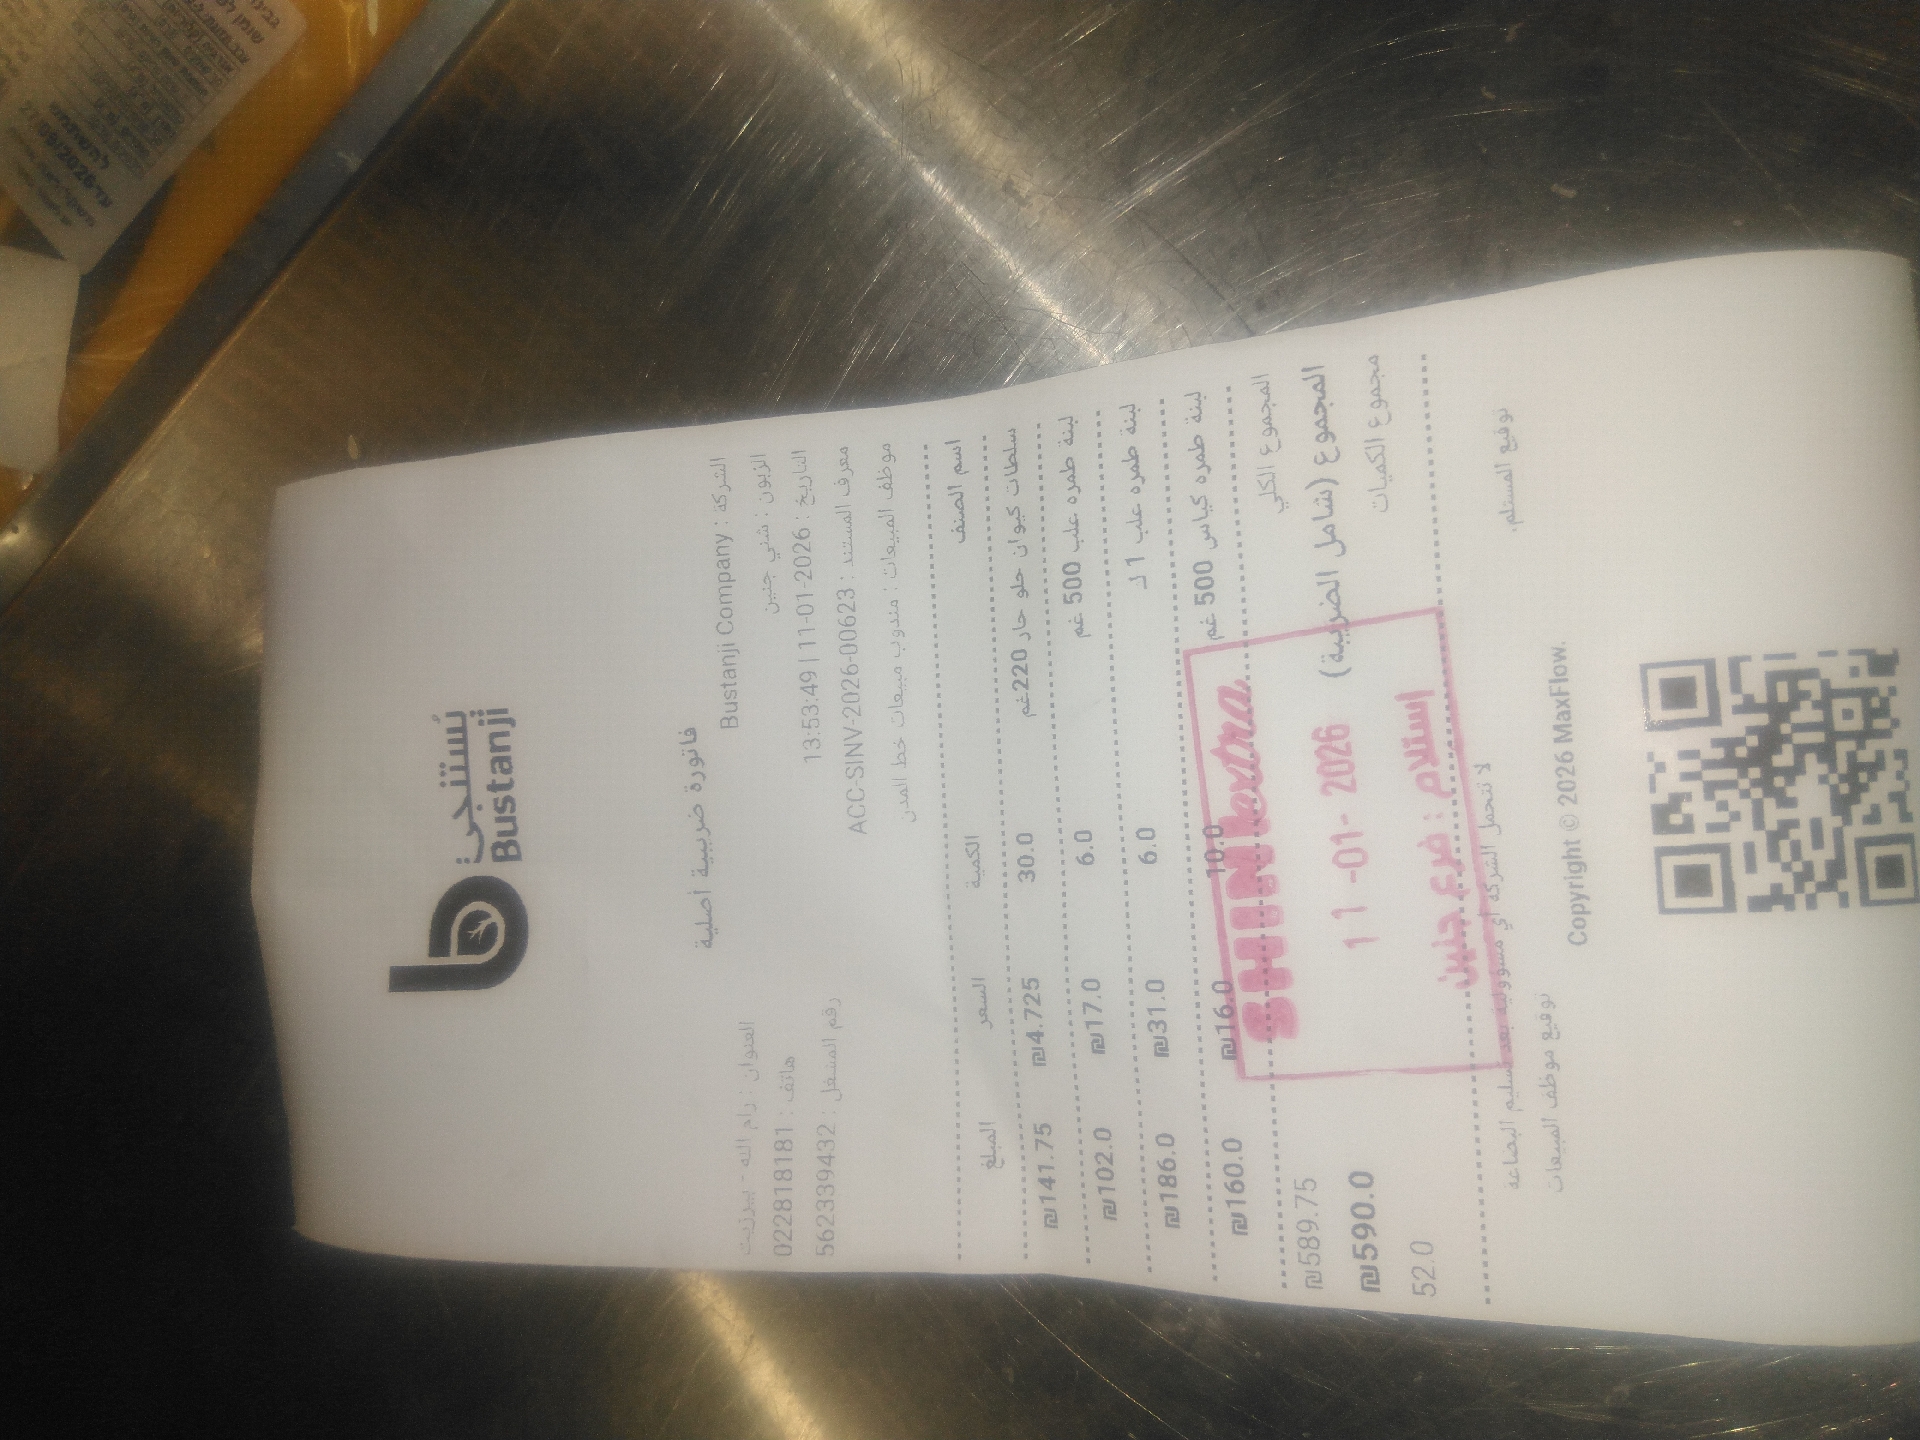 بُستنجي
Bustanji
فاتورة ضريبية أصلية
الشركة : Bustanji Company
العنوان : رام الله - بيرزيت
الزبون : شني جنين
هاتف : 022818181
التاريخ : 2026-01-11 | 13:53:49
رقم المشغل : 562339432
معرف المستند : ACC-SINV-2026-00623
موظف المبيعات : مندوب مبيعات خط المدن
اسم الصنف الكمية السعر المبلغ
سلطات كيوان حلو حار 220غم 30.0 ₪4.725 ₪141.75
لبنة طمره علب 500 غم 6.0 ₪17.0 ₪102.0
لبنة طمره علب 1 ك 6.0 ₪31.0 ₪186.0
لبنة طمره كياس 500 غم 10.0 ₪16.0 ₪160.0
المجموع الكلي ₪589.75
المجموع (شامل الضريبة) ₪590.0
مجموع الكميات 52.0
SHINI extra
11-01-2026
إستلام : فرع جنين
لا تتحمل الشركة أي مسؤولية بعد تسليم البضاعة
توقيع المستلم. توقيع موظف المبيعات
Copyright © 2026 MaxFlow.